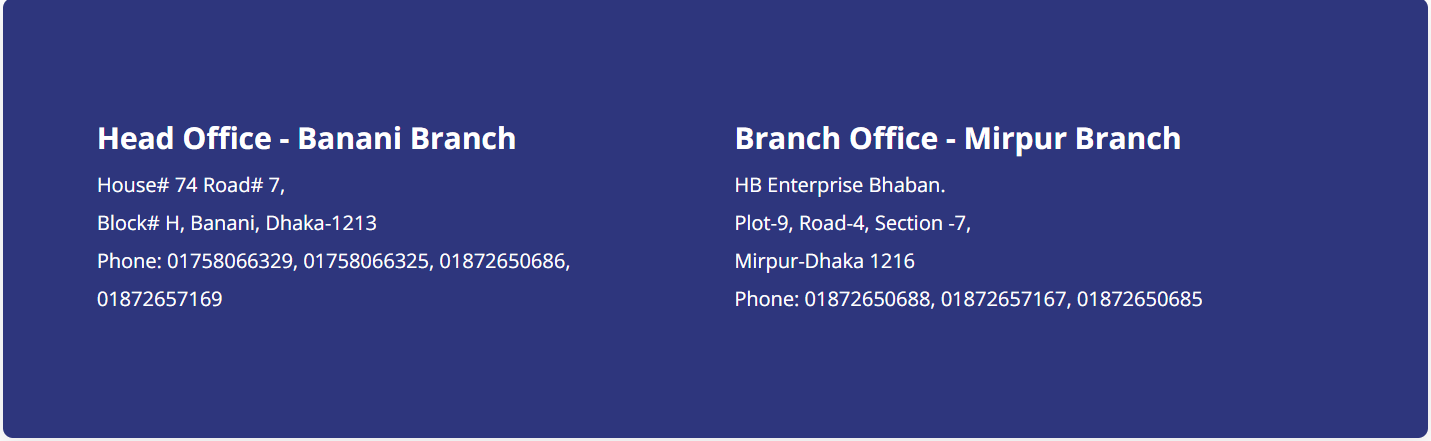 Head Office - Banani Branch
House# 74 Road# 7,
Block# H, Banani, Dhaka-1213
Phone: 01758066329, 01758066325, 01872650686,
01872657169
Branch Office - Mirpur Branch
HB Enterprise Bhaban.
Plot-9, Road-4, Section -7,
Mirpur-Dhaka 1216
Phone: 01872650688, 01872657167, 01872650685